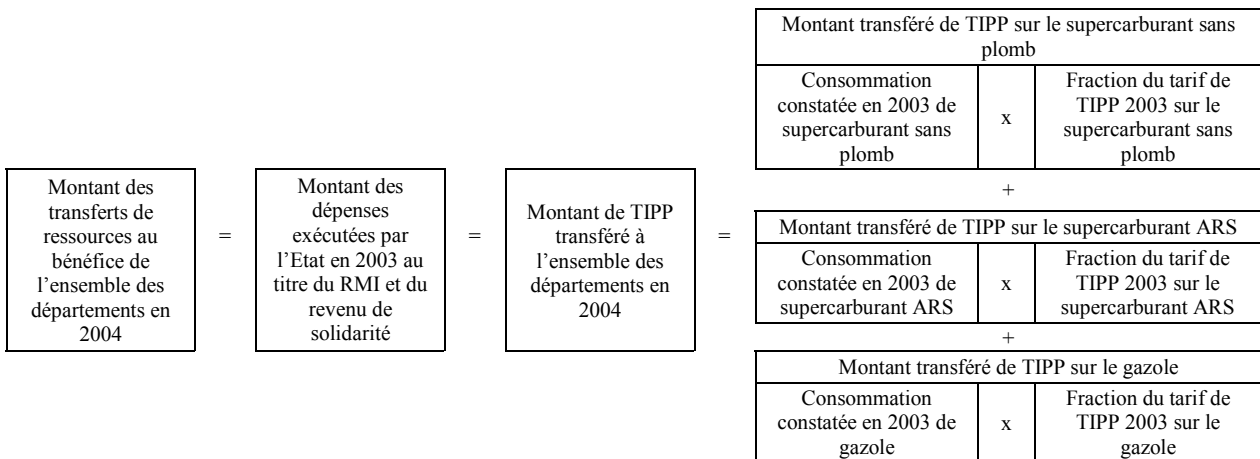 Montant des
transferts de
ressources au
bénéfice de
l’ensemble des
départements en
2004
=
Montant des
dépenses
exécutées par
l’Etat en 2003 au
titre du RMI et du
revenu de
solidarité
=
Montant de TIPP
transféré à
l’ensemble des
départements en
2004
=
Montant transféré de TIPP sur le supercarburant sans
plomb
Consommation
constatée en 2003 de
supercarburant sans
plomb
x
Fraction du tarif de
TIPP 2003 sur le
supercarburant sans
plomb
+
Montant transféré de TIPP sur le supercarburant ARS
Consommation
constatée en 2003 de
supercarburant ARS
x
Fraction du tarif de
TIPP 2003 sur le
supercarburant ARS
+
Montant transféré de TIPP sur le gazole
Consommation
constatée en 2003 de
gazole
x
Fraction du tarif de
TIPP 2003 sur le
gazole